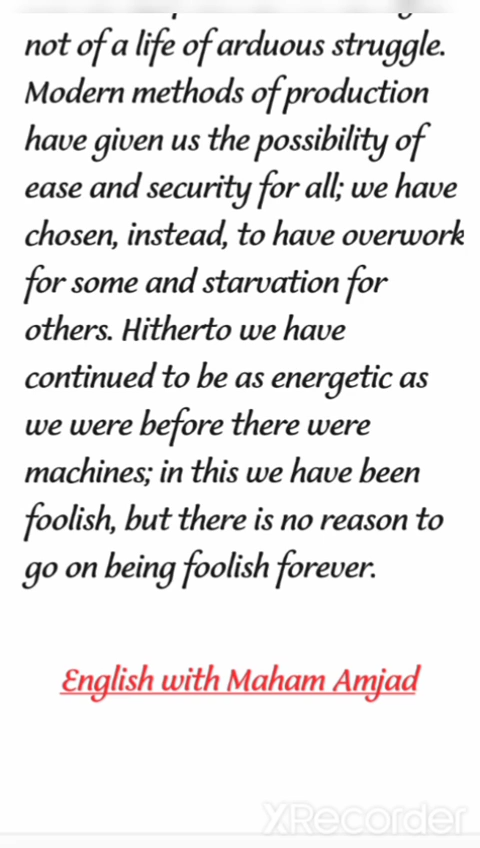 not of a life of arduous struggle.
Modern methods of production
have given us the possibility of
ease and security for all; we have
chosen, instead, to have overwork
for some and starvation for
others. Hitherto we have
continued to be as energetic as
we were before there were
machines; in this we have been
foolish, but there is no reason to
go on being foolish forever.
English with Maham Amjad
XRecorder